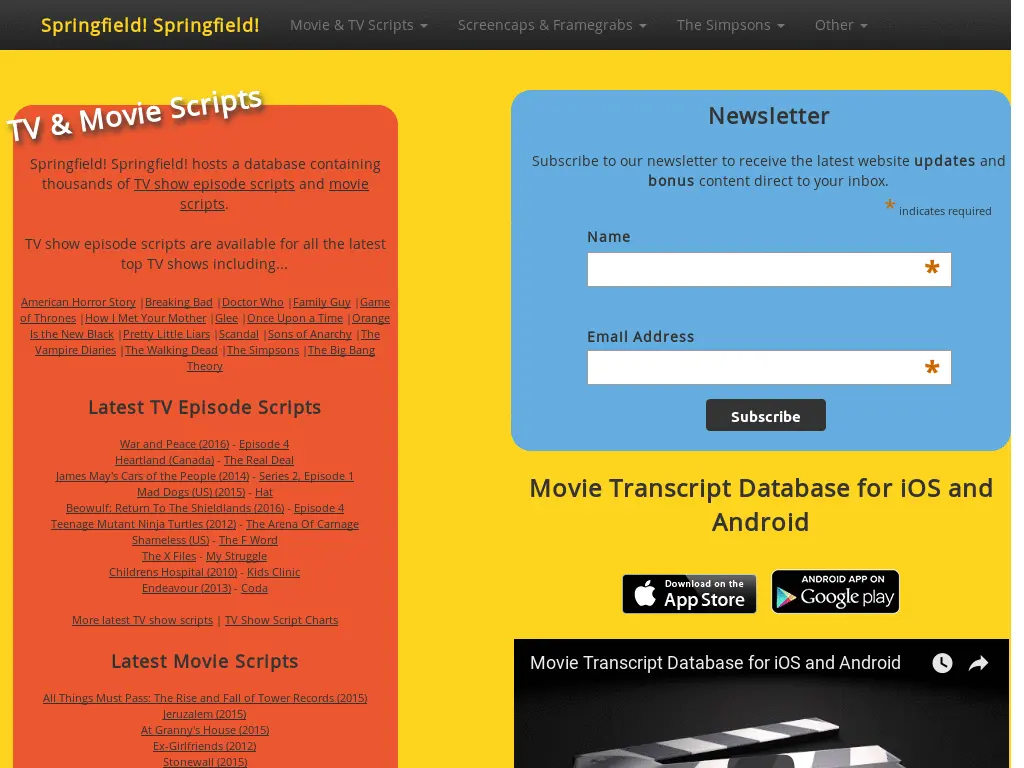 Springfield! Springfield!
Movie & TV Scripts
Screencaps & Framegrabs
The Simpsons
Other
TV & Movie Scripts
Springfield! Springfield! hosts a database containing
thousands of TV show episode scripts and movie
scripts.
TV show episode scripts are available for all the latest
top TV shows including...
American Horror Story |Breaking Bad |Doctor Who |Family Guy |Game
of Thrones |How I Met Your Mother |Glee |Once Upon a Time |Orange
Is the New Black |Pretty Little Liars |Scandal |Sons of Anarchy |The
Vampire Diaries |The Walking Dead |The Simpsons |The Big Bang
Theory
Latest TV Episode Scripts
War and Peace (2016) - Episode 4
Heartland (Canada) - The Real Deal
James May's Cars of the People (2014) - Series 2, Episode 1
Mad Dogs (US) (2015) - Hat
Beowulf: Return To The Shieldlands (2016) - Episode 4
Teenage Mutant Ninja Turtles (2012) - The Arena Of Carnage
Shameless (US) - The F Word
The X Files - My Struggle
Childrens Hospital (2010) - Kids Clinic
Endeavour (2013) - Coda
More latest TV show scripts | TV Show Script Charts
Latest Movie Scripts
All Things Must Pass: The Rise and Fall of Tower Records (2015)
Jeruzalem (2015)
At Granny's House (2015)
Ex-Girlfriends (2012)
Stonewall (2015)
Newsletter
Subscribe to our newsletter to receive the latest website updates and
bonus content direct to your inbox.
* indicates required
Name
*
Email Address
*
Subscribe
Movie Transcript Database for iOS and
Android
Download on the
App Store
ANDROID APP ON
Google play
Movie Transcript Database for iOS and Android